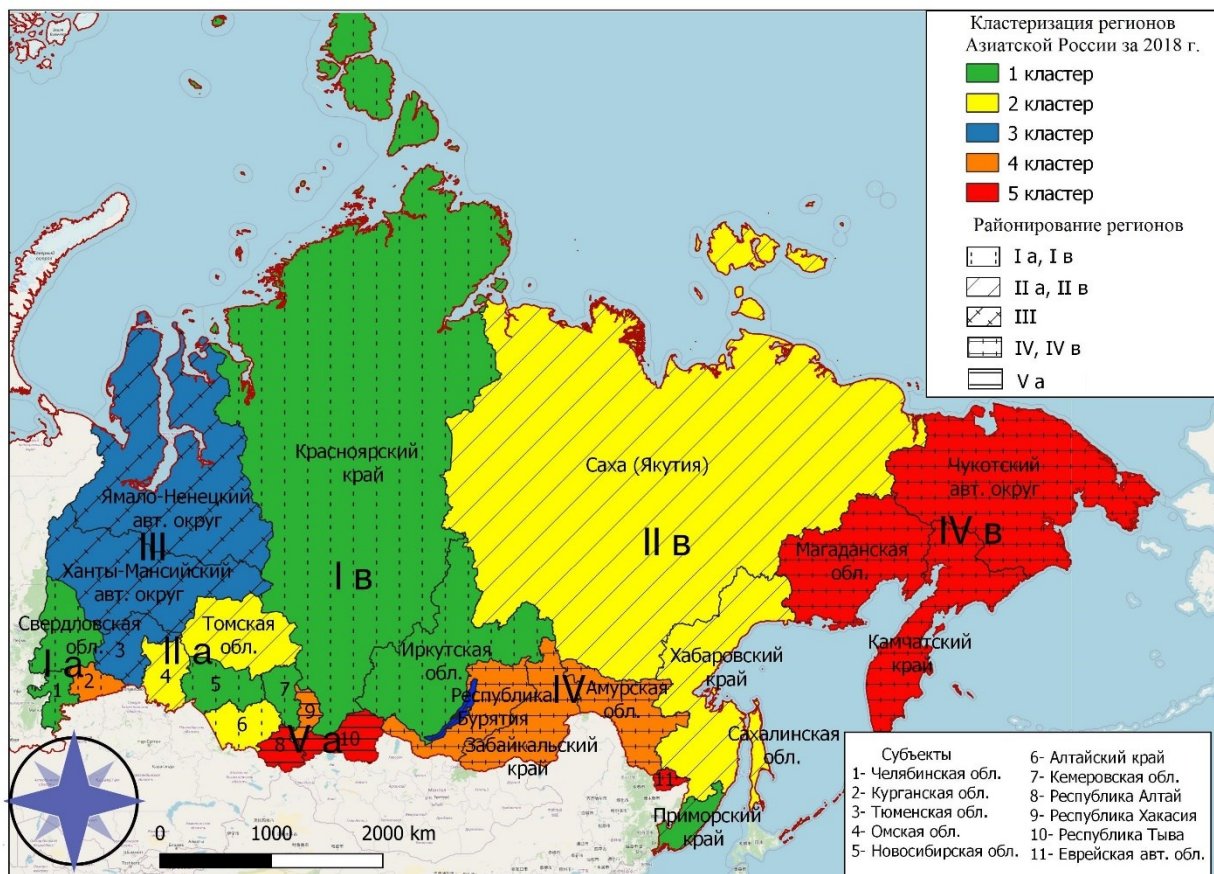 Кластеризация регионов
Азиатской России за 2018 г.
1 кластер
2 кластер
3 кластер
4 кластер
5 кластер
Районирование регионов
I а, I в
II а, II в
III
IV, IV в
V а
Красноярский
край
Саха (Якутия)
Чукотский
авт. округ
Ямало-Ненецкий
авт. округ
III
II в
IV в
Магаданская
обл.
Ханты-Мансийский
авт. округ
I в
Свердловская
обл.
Томская
обл.
II а
I а
Камчатский
край
Хабаровский
край
Иркутская
обл.
Республика
Бурятия
IV
Амурская
обл.
Забайкальский
край
Сахалинская
обл.
Приморский
край
V а
1
2
3
4
5
6
7
8
9
10
11
0 1000 2000 km
Субъекты
1- Челябинская обл.
2- Курганская обл.
3- Тюменская обл.
4- Омская обл.
5- Новосибирская обл.
6- Алтайский край
7- Кемеровская обл.
8- Республика Алтай
9- Республика Хакасия
10- Республика Тыва
11- Еврейская авт. обл.